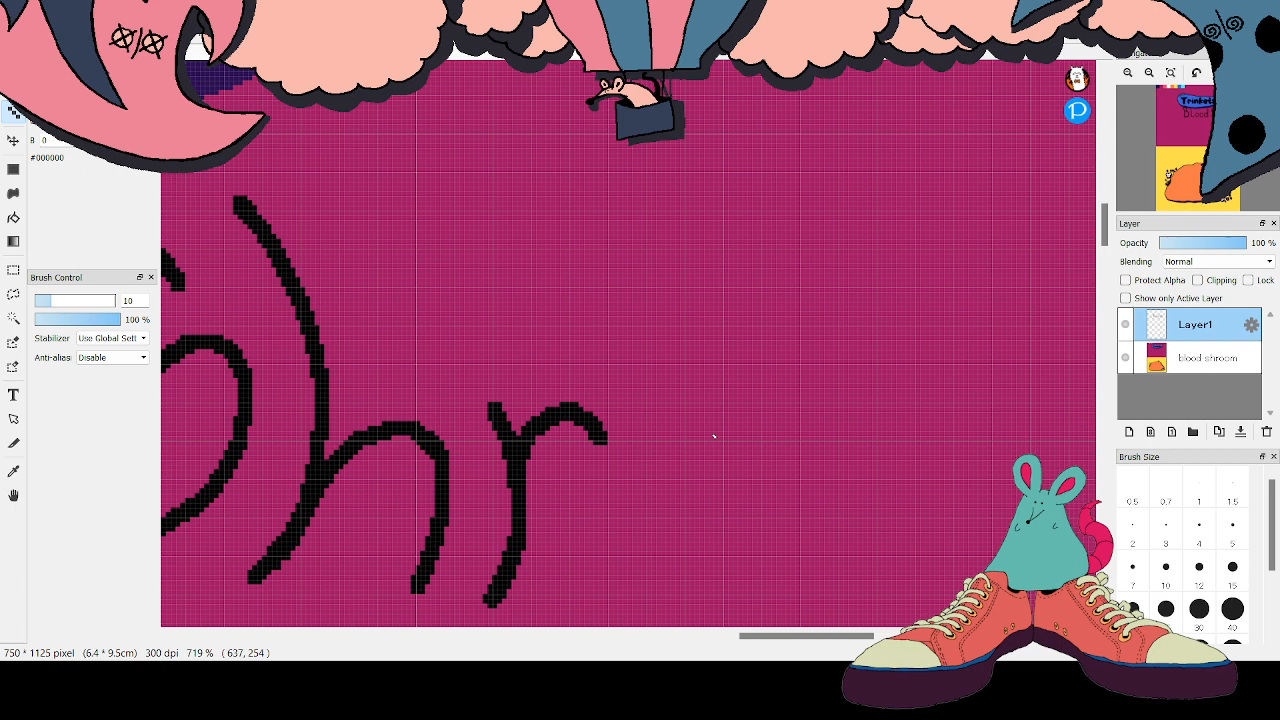 B 0
#000000
Brush Control
10
100 %
Stabilizer Use Global Sett
Anti-alias Disable
hr
Layer
Opacity 100 %
Blending Normal
Protect Alpha Clipping Lock
Show only Active Layer
Layer1
blood shroom
Brush Size
0.5 0.7 1 1.5
2 3 4 5
7 10 12 15
30 40
T
750 * 1125 pixel (6.4 * 9.5cm) 300 dpi 719 % ( 637, 254 )